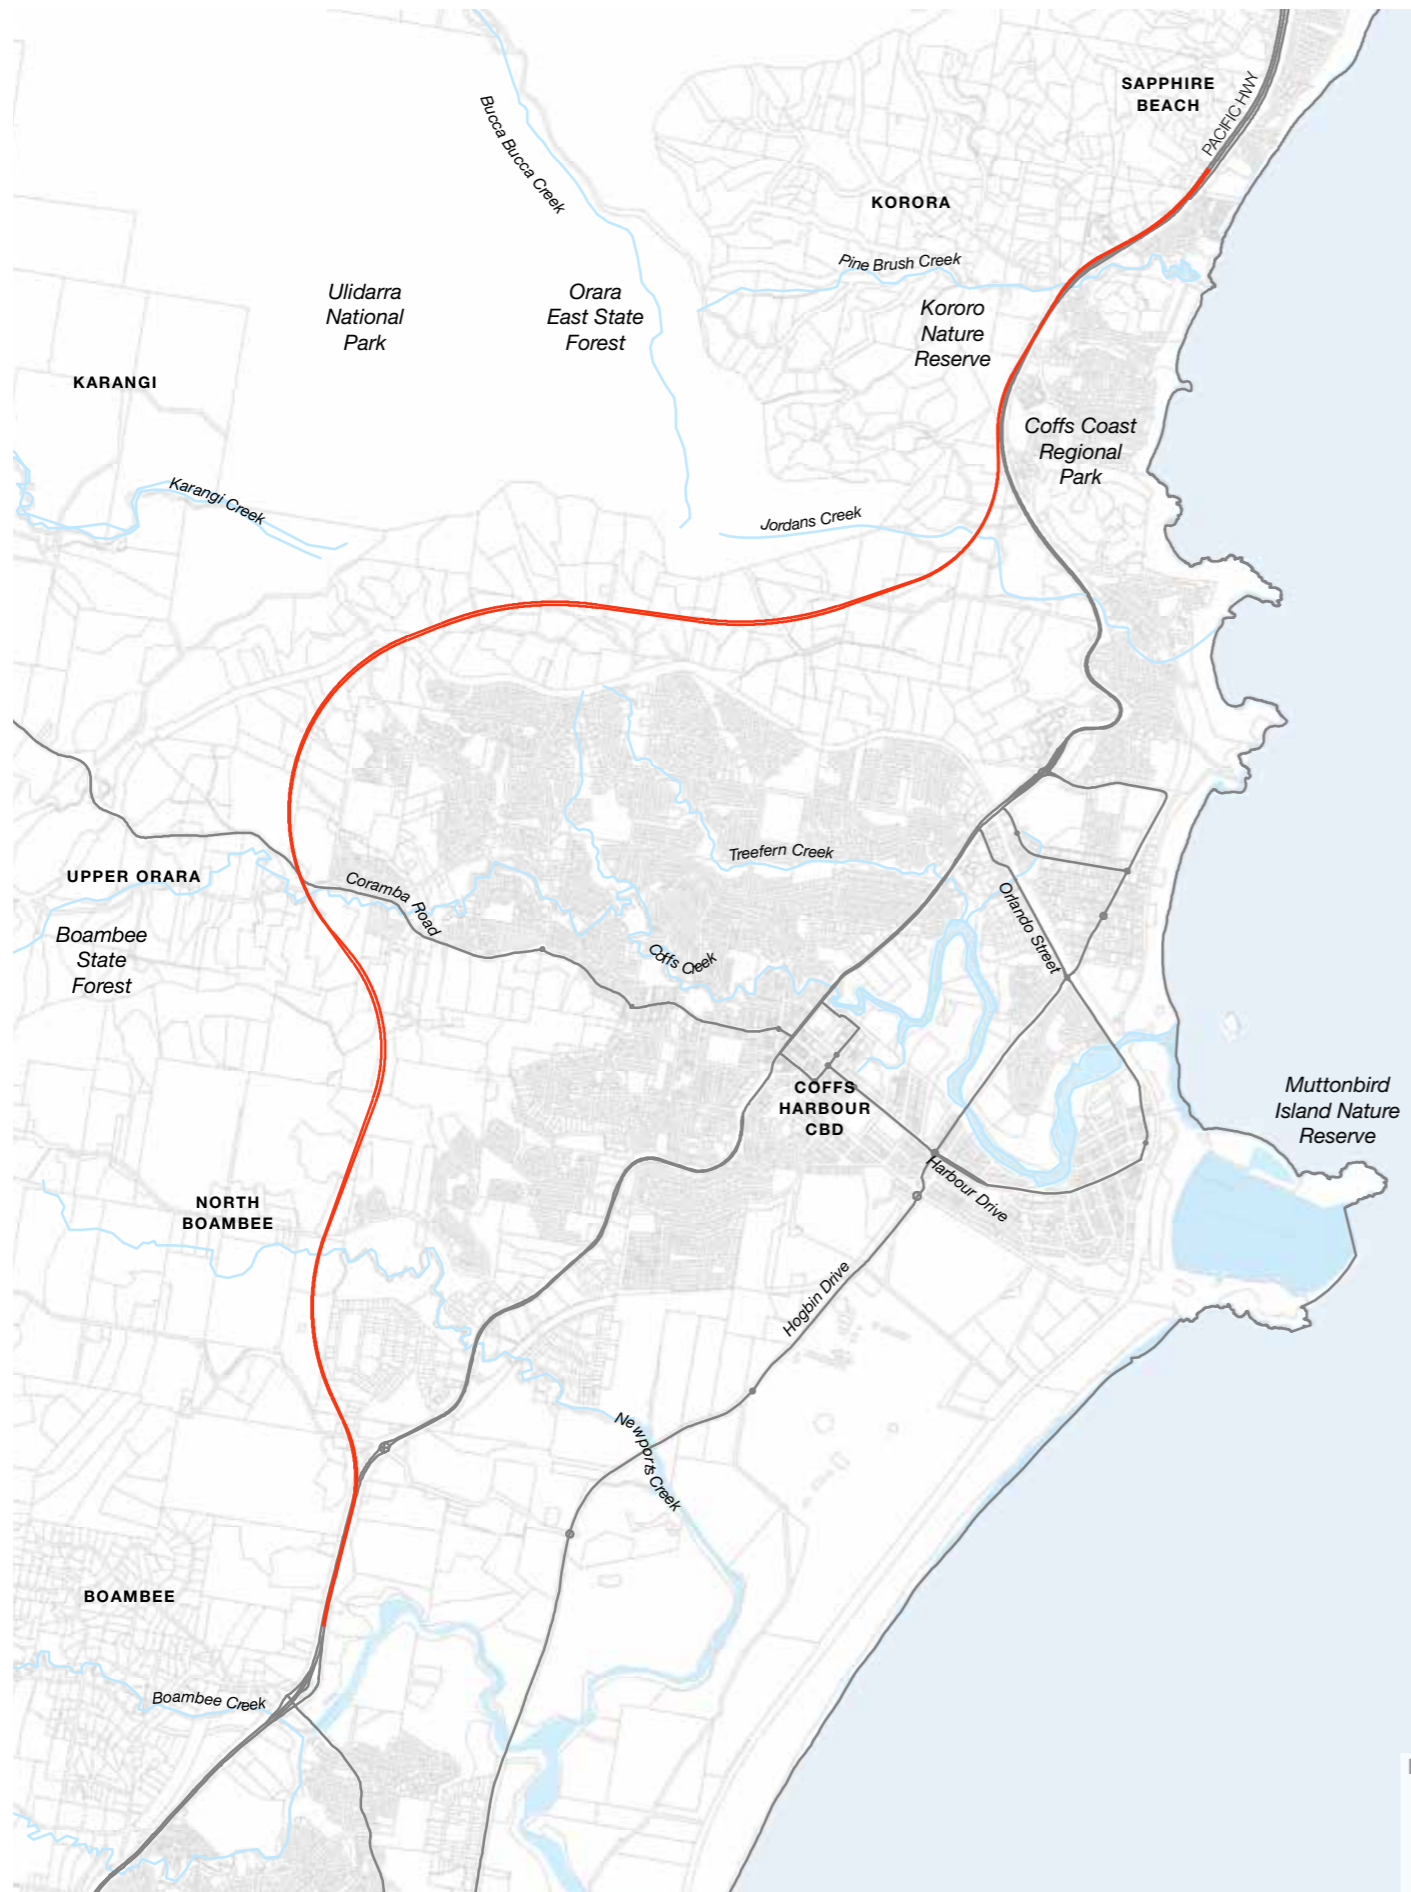 SAPPHIRE
BEACH
PACIFIC HWY
Bucca Bucca Creek
KORORA
Pine Brush Creek
Ulidarra
National
Park
Orara
East State
Forest
Kororo
Nature
Reserve
KARANGI
Coffs Coast
Regional
Park
Karangi Creek
Jordans Creek
Treefern Creek
UPPER ORARA
Coramba Road
Orlando Street
Boambee
State
Forest
Coffs Creek
COFFS
HARBOUR
CBD
Muttonbird
Island Nature
Reserve
Harbour Drive
NORTH
BOAMBEE
Hogbin Drive
Newports Creek
BOAMBEE
Boambee Creek